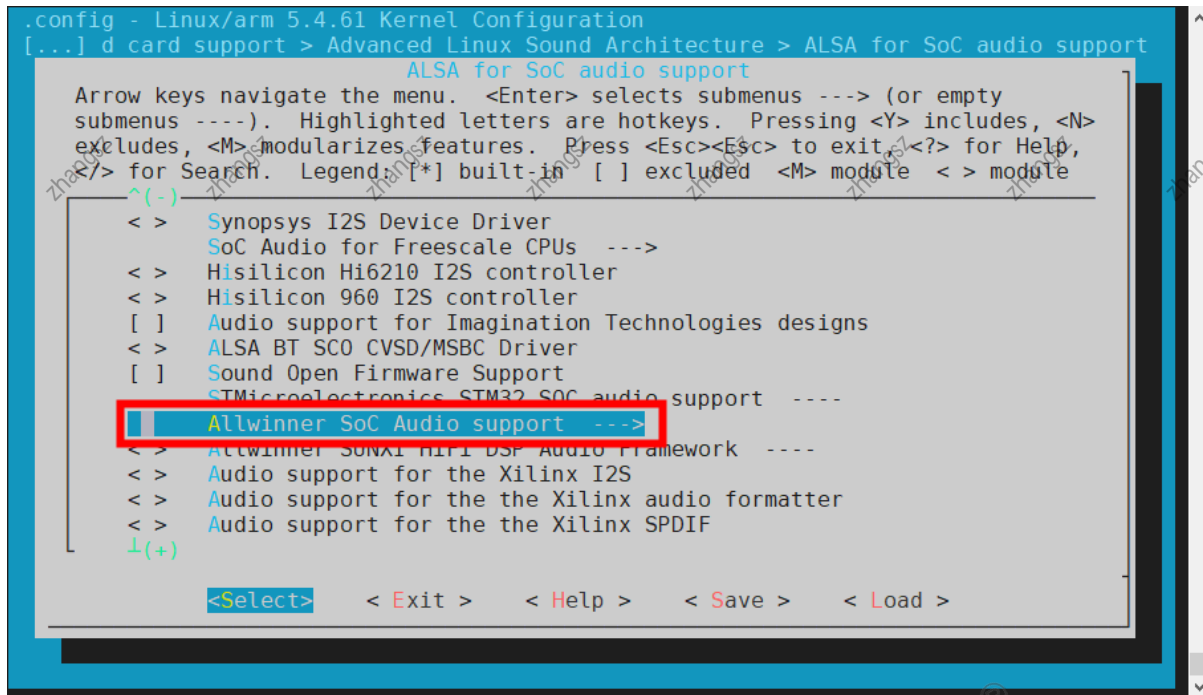 .config - Linux/arm 5.4.61 Kernel Configuration
[...] d card support > Advanced Linux Sound Architecture > ALSA for SoC audio support
ALSA for SoC audio support
Arrow keys navigate the menu.  <Enter> selects submenus ---> (or empty
submenus ----).  Highlighted letters are hotkeys.  Pressing <Y> includes, <N>
excludes, <M> modularizes features.  Press <Esc><Esc> to exit, <?> for Help,
</> for Search.  Legend: [*] built-in  [ ] excluded  <M> module  < > module
zhangsz zhangsz zhangsz zhangsz zhangsz zhangsz zhangsz
^(-)
< >   Synopsys I2S Device Driver
SoC Audio for Freescale CPUs  --->
< >   Hisilicon Hi6210 I2S controller
< >   Hisilicon 960 I2S controller
[ ]   Audio support for Imagination Technologies designs
< >   ALSA BT SCO CVSD/MSBC Driver
[ ]   Sound Open Firmware Support
STMicroelectronics STM32 SOC audio support  ----
Allwinner SoC Audio support  --->
< >   Allwinner SUNXI HIFI DSP Audio Framework  ----
< >   Audio support for the Xilinx I2S
< >   Audio support for the the Xilinx audio formatter
< >   Audio support for the the Xilinx SPDIF
┴(+)
<Select>    < Exit >    < Help >    < Save >    < Load >